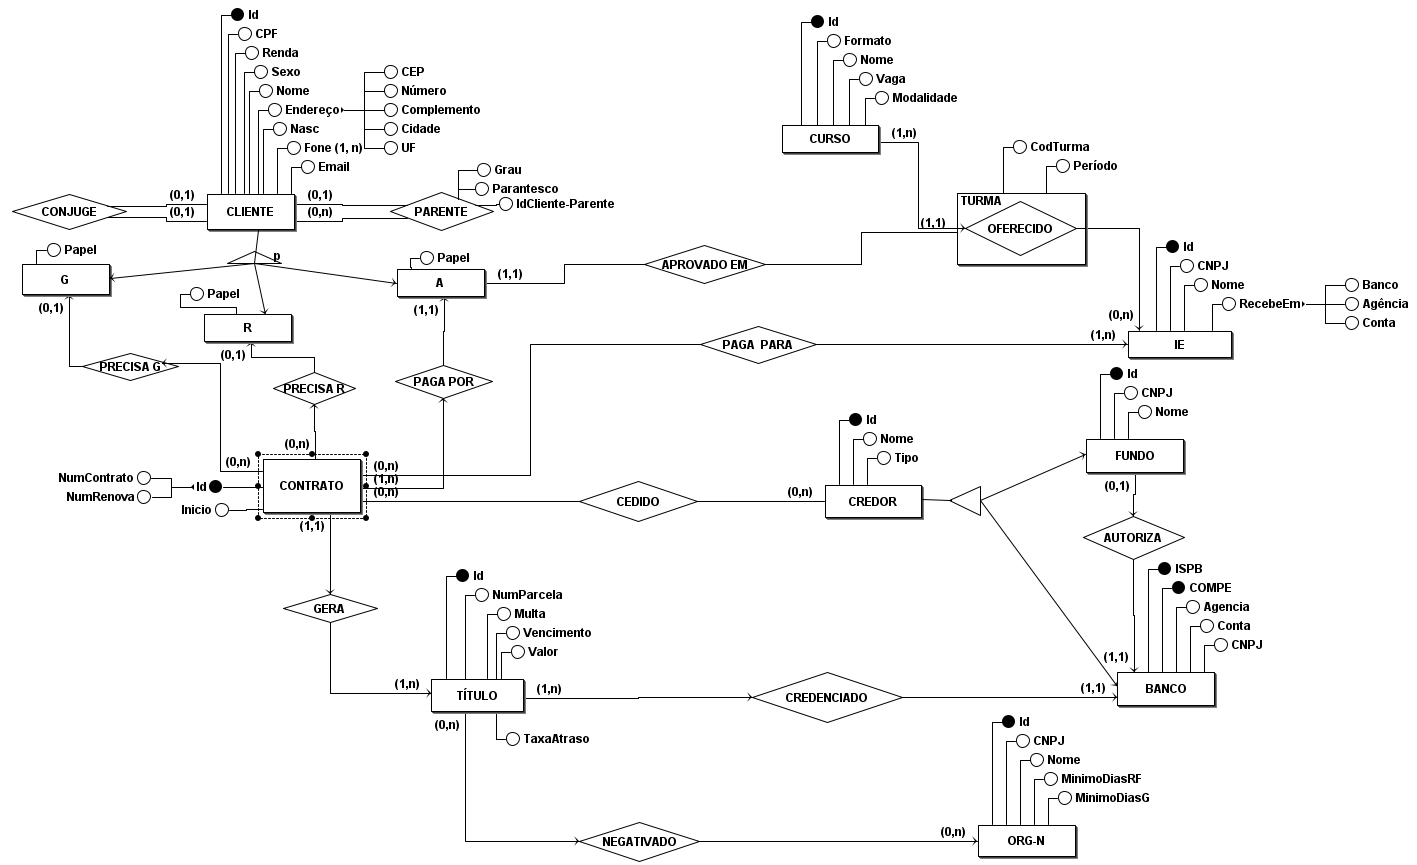 Id
CPF
Renda
Sexo
Nome
Endereço
Nasc
Fone (1, n)
Email
CEP
Número
Complemento
Cidade
UF
(0,1)
(0,1)
CONJUGE
CLIENTE
(0,1)
(0,n)
PARENTE
Grau
Parantesco
IdCliente-Parente
p
Papel
G
(0,1)
Papel
R
(0,1)
Papel
A
(1,1)
(1,1)
APROVADO EM
Id
Formato
Nome
Vaga
Modalidade
CURSO
(1,n)
CodTurma
Período
TURMA
(1,1)
OFERECIDO
(0,n)
Id
CNPJ
Nome
RecebeEm
Banco
Agência
Conta
IE
(1,n)
PAGA PARA
PRECISA G
PRECISA R
PAGA POR
(0,n)
(0,n)
(0,n)
(1,n)
(0,n)
NumContrato
NumRenova
Id
Inicio
CONTRATO
(1,1)
CEDIDO
(0,n)
Id
Nome
Tipo
CREDOR
Id
CNPJ
Nome
FUNDO
(0,1)
AUTORIZA
ISPB
COMPE
Agencia
Conta
CNPJ
(1,1)
BANCO
(1,1)
GERA
(1,n)
Id
NumParcela
Multa
Vencimento
Valor
TÍTULO
(1,n)
(0,n)
TaxaAtraso
CREDENCIADO
Id
CNPJ
Nome
MinimoDiasRF
MinimoDiasG
NEGATIVADO
(0,n)
ORG-N